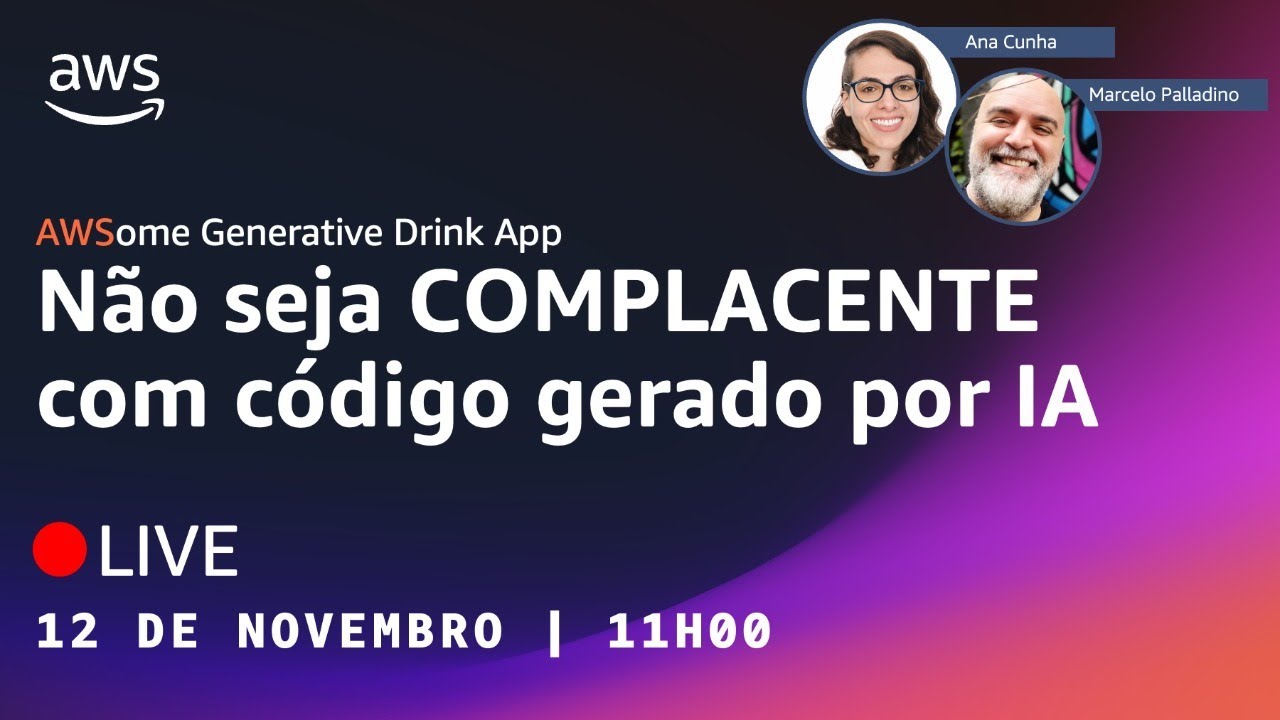 aws
Ana Cunha
Marcelo Palladino
AWSome Generative Drink App
Não seja COMPLACENTE
com código gerado por IA
LIVE
12 DE NOVEMBRO | 11H00